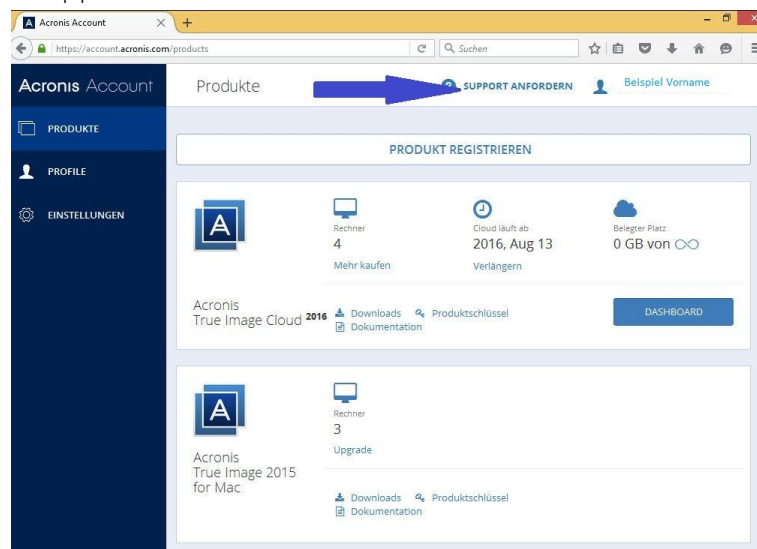 Acronis Account
https://account.acronis.com/products
Suchen
Acronis Account
Produkte
SUPPORT ANFORDERN
Beispiel Vorname
PRODUKTE
PROFILE
EINSTELLUNGEN
PRODUKT REGISTRIEREN
A
Rechner
4
Mehr kaufen
Cloud läuft ab
2016, Aug 13
Verlängern
Belegter Platz
0 GB von ∞
Acronis
True Image Cloud 2016
Downloads
Produktschlüssel
Dokumentation
DASHBOARD
A
Rechner
3
Upgrade
Acronis
True Image 2015
for Mac
Downloads
Produktschlüssel
Dokumentation